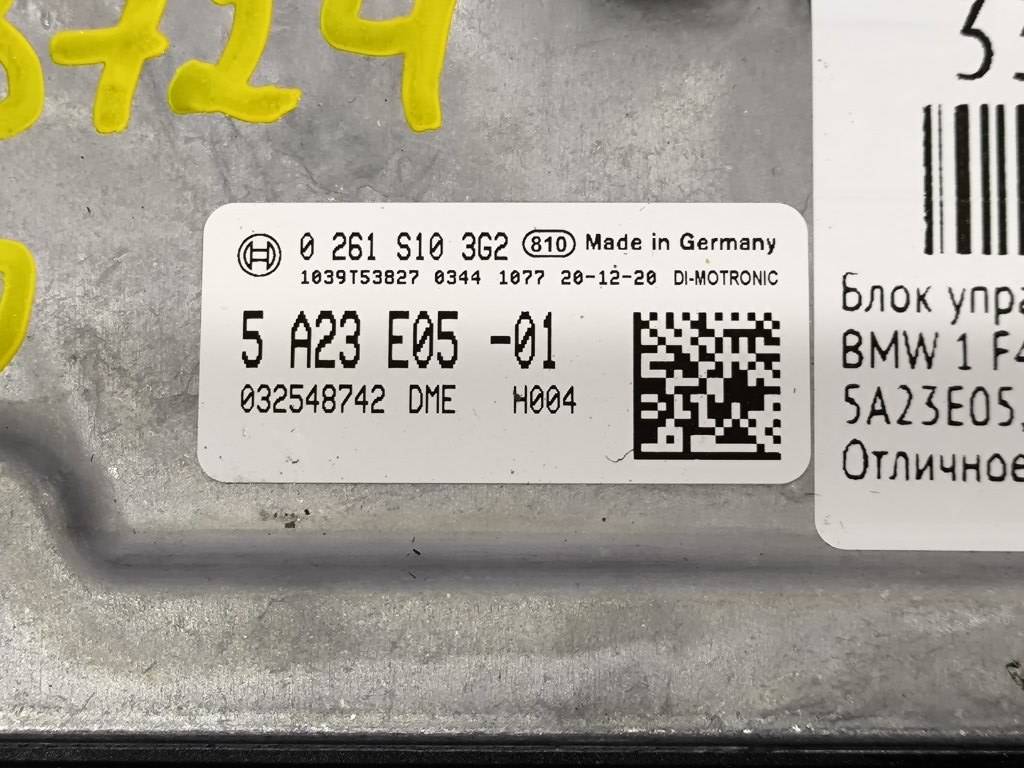 3724
0 261 S10 3G2 810 Made in Germany
1039T53827 0344 1077 20-12-20 DI-MOTRONIC
5 A23 E05 -01
032548742 DME H004
Блок упра
BMW 1 F4
5A23E05,
Отличное